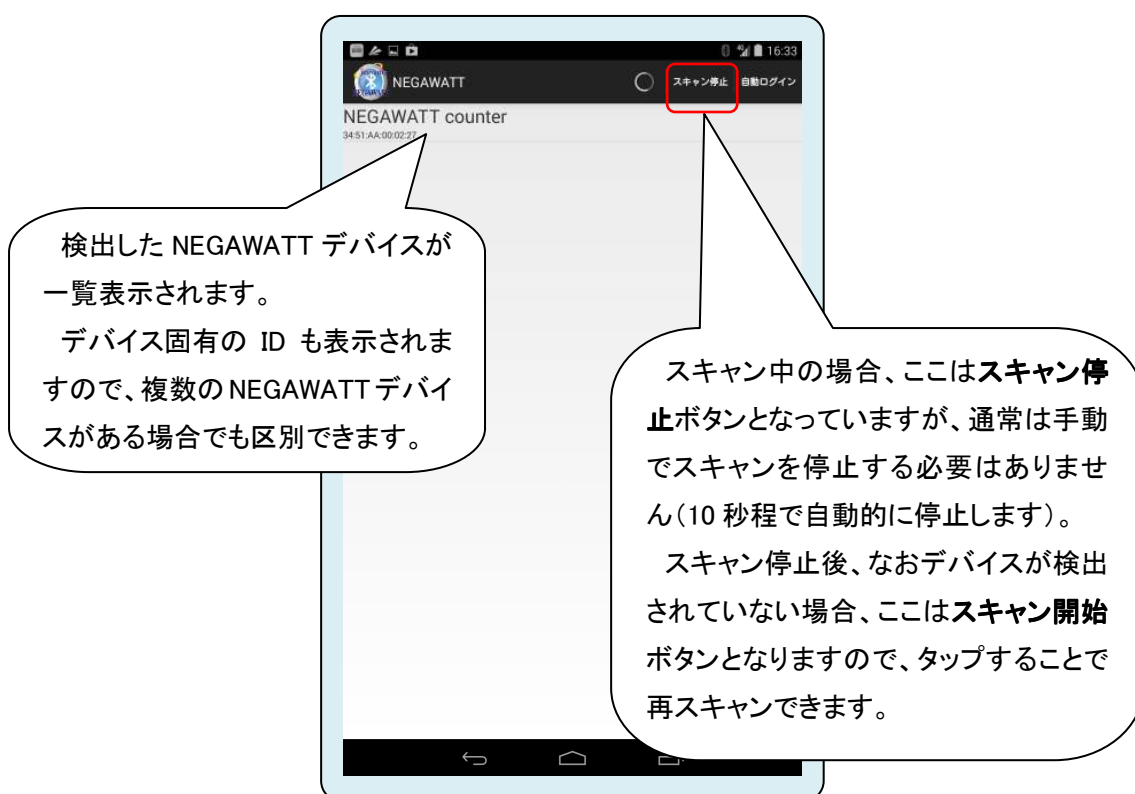 16:33
NEGAWATT
スキャン停止
自動ログイン
NEGAWATT counter
34:51:AA:00:02:27
検出した NEGAWATT デバイスが
一覧表示されます。
デバイス固有の ID も表示されま
すので、複数の NEGAWATT デバイ
スがある場合でも区別できます。
スキャン中の場合、ここはスキャン停
止ボタンとなっていますが、通常は手動
でスキャンを停止する必要はありませ
ん（10 秒程で自動的に停止します）。
スキャン停止後、なおデバイスが検出
されていない場合、ここはスキャン開始
ボタンとなりますので、タップすることで
再スキャンできます。